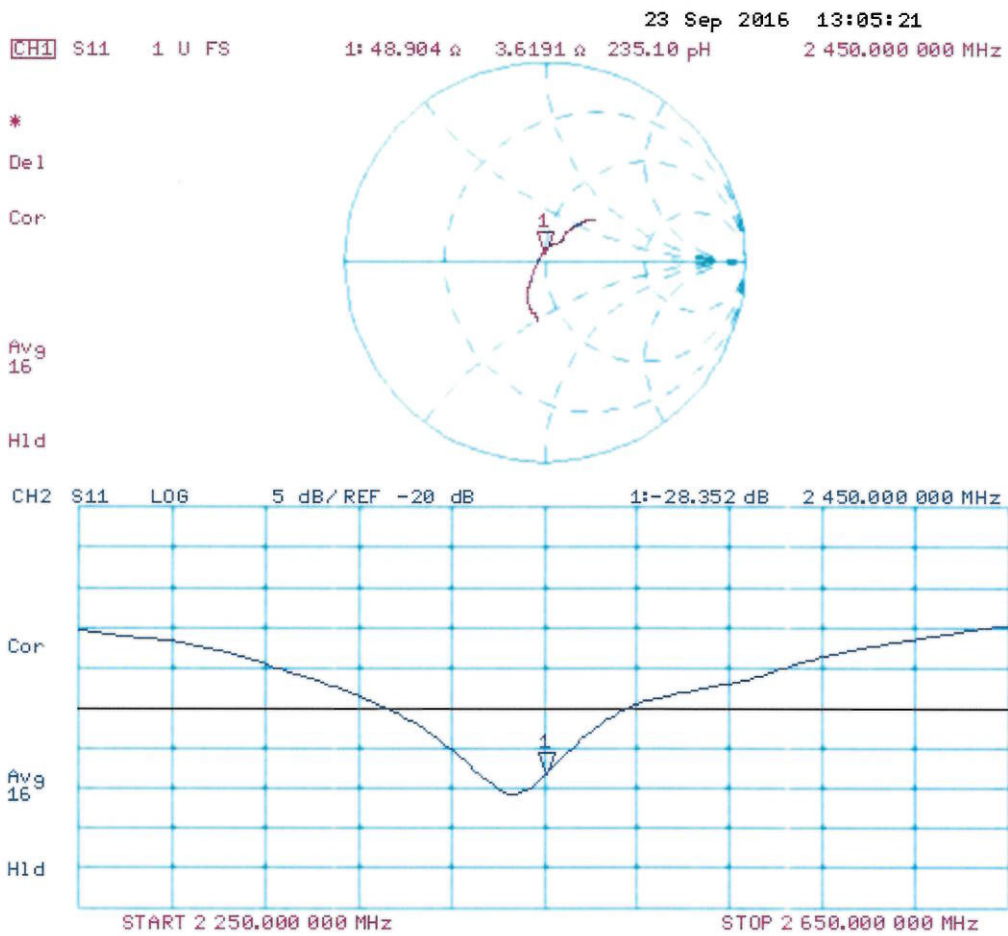 23 Sep 2016 13:05:21
CH1 S11 1 U FS 1: 48.904 Ω 3.6191 Ω 235.10 pH 2 450.000 000 MHz
*
Del
Cor
1
Avg
16
Hld
CH2 S11 LOG 5 dB/REF -20 dB 1:-28.352 dB 2 450.000 000 MHz
Cor
1
Avg
16
Hld
START 2 250.000 000 MHz STOP 2 650.000 000 MHz